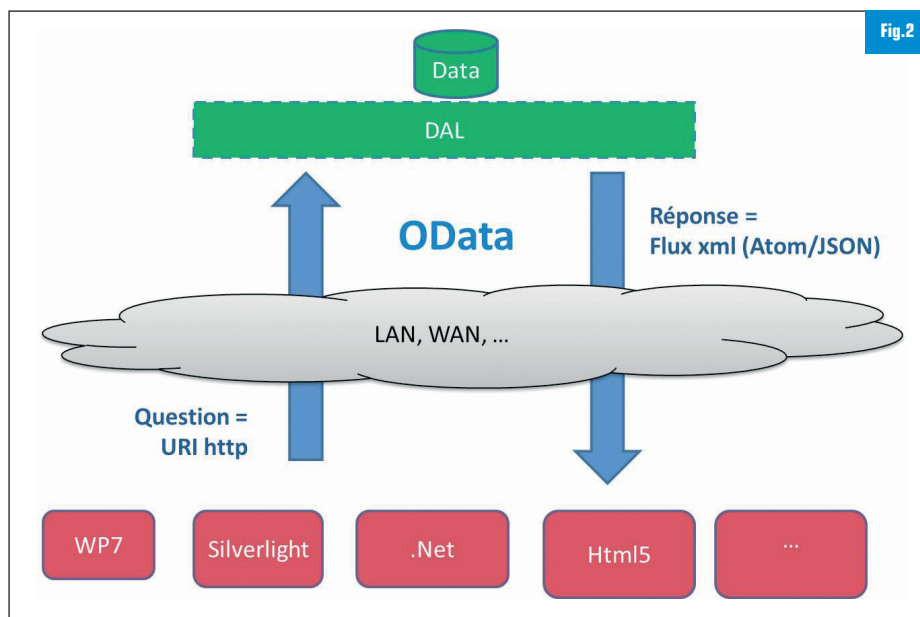 Fig.2
Data
DAL
OData
Réponse =
Flux xml (Atom/JSON)
LAN, WAN, ...
Question =
URI http
WP7
Silverlight
.Net
Html5
...